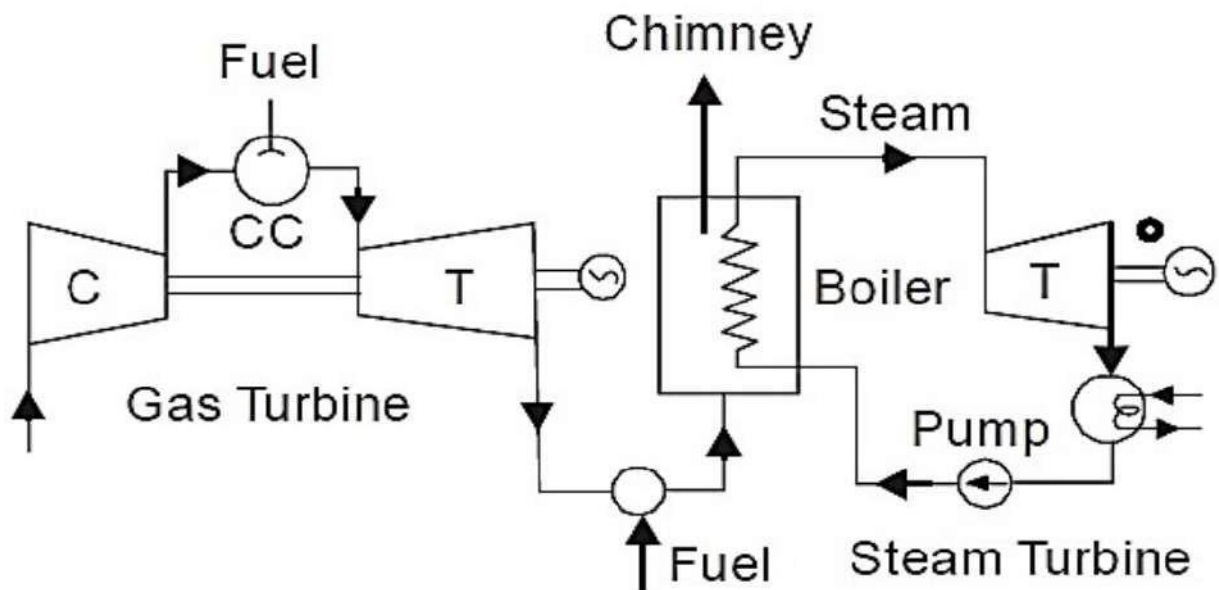 Chimney
Fuel
Steam
CC
C
T
Boiler
T
Gas Turbine
Pump
Fuel
Steam Turbine